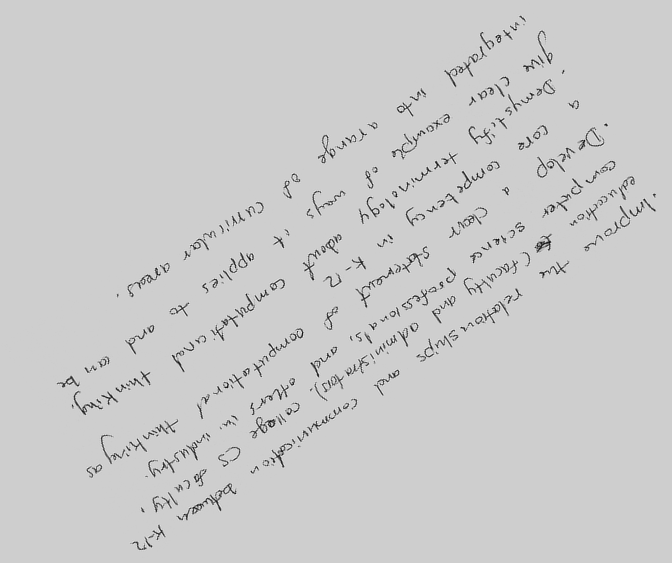 · Improve the relationships and communication between K-12
education (faculty and administrators). college CS faculty,
computer science professionals, and others in industry.
· Develop a clear statement of computational thinking as
a core competency in K-12
· Demystify terminology about computational thinking.
give clear example of ways it applies to and can be
integrated into a range of curricular areas.